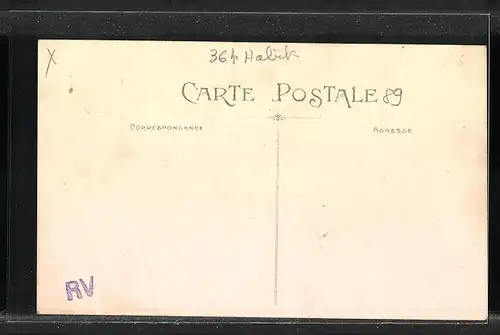 x
36 Habit
CARTE POSTALE 89
CORRESPONDANCE
ADRESSE
RV